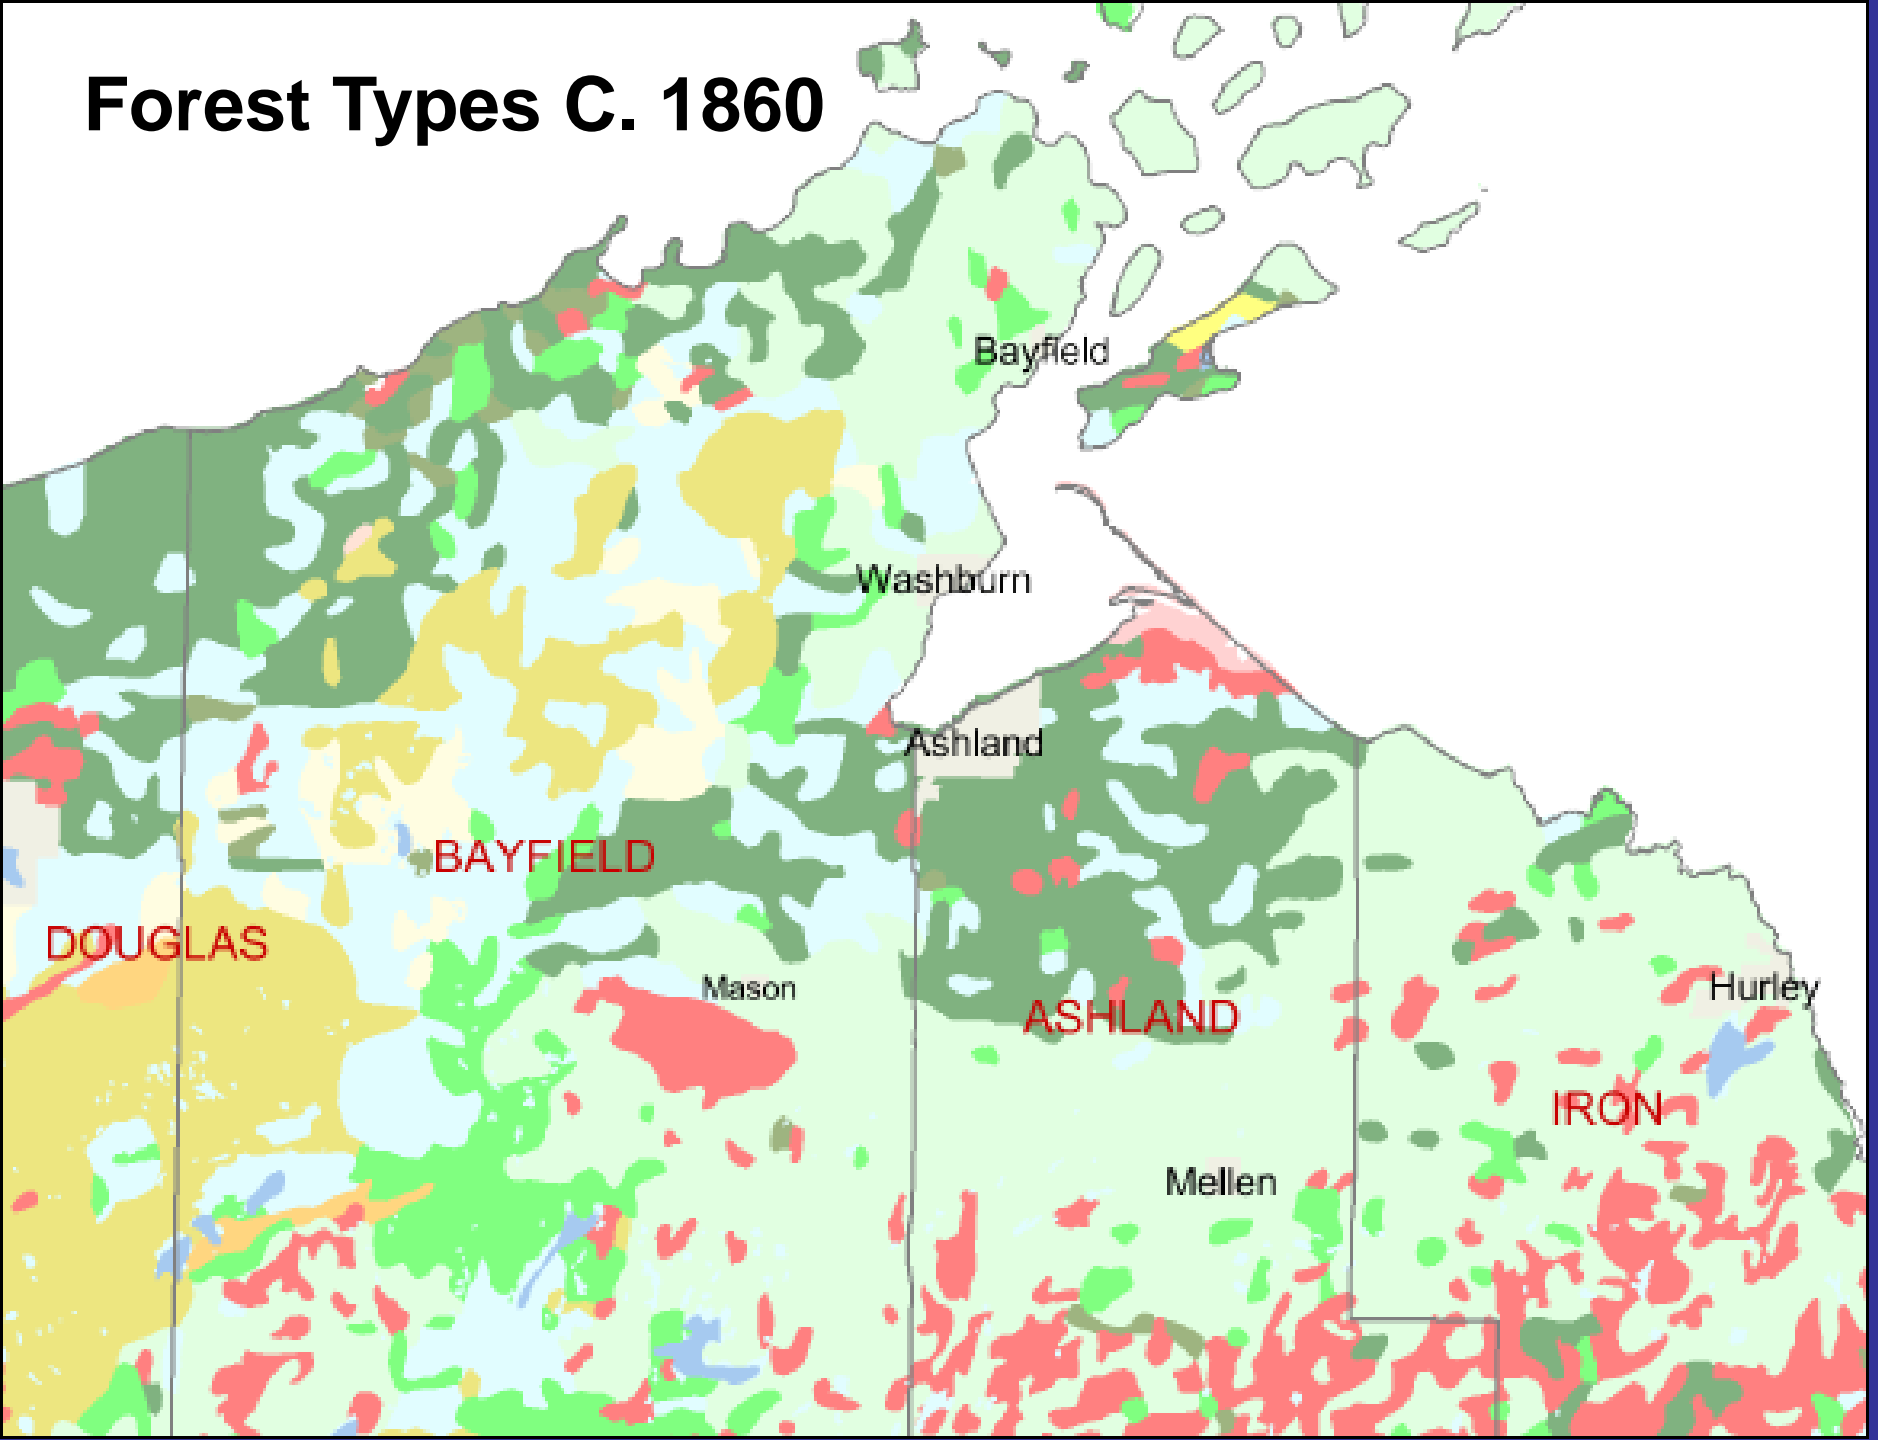 Forest Types C. 1860
Bayfield
Washburn
Ashland
BAYFIELD
DOUGLAS
Mason
ASHLAND
Hurley
IRON
Mellen